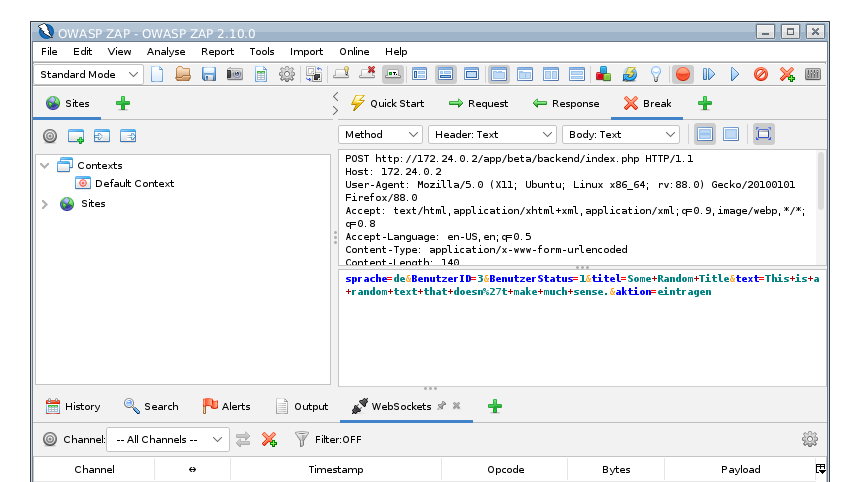 OWASP ZAP - OWASP ZAP 2.10.0
File Edit View Analyse Report Tools Import Online Help
Standard Mode
Sites
Quick Start Request Response Break
Method Header: Text Body: Text
Contexts
Default Context
Sites
POST http://172.24.0.2/app/beta/backend/index.php HTTP/1.1
Host: 172.24.0.2
User-Agent: Mozilla/5.0 (X11; Ubuntu; Linux x86_64; rv:88.0) Gecko/20100101
Firefox/88.0
Accept: text/html,application/xhtml+xml,application/xml;q=0.9,image/webp,*/*;
q=0.8
Accept-Language: en-US,en;q=0.5
Content-Type: application/x-www-form-urlencoded
Content-Length: 140
sprache=de&BenutzerID=3&BenutzerStatus=1&titel=Some+Random+Title&text=This+is+a
+random+text+that+doesn%27t+make+much+sense.&aktion=eintragen
History Search Alerts Output WebSockets
Channel: -- All Channels -- Filter:OFF
Channel ↔ Timestamp Opcode Bytes Payload